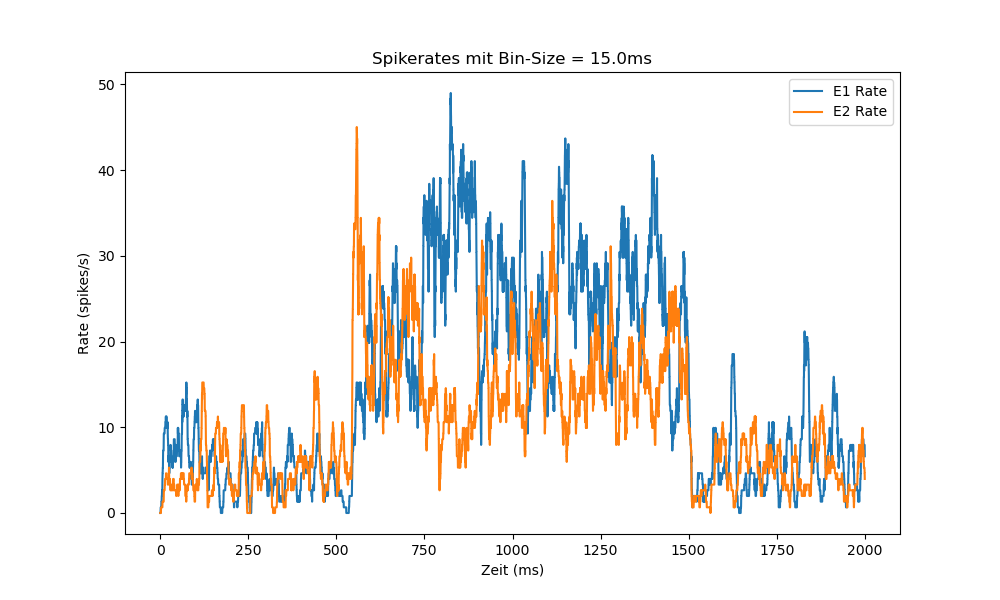 Spikerates mit Bin-Size = 15.0ms
E1 Rate
E2 Rate
50
40
30
20
10
0
Rate (spikes/s)
0 250 500 750 1000 1250 1500 1750 2000
Zeit (ms)